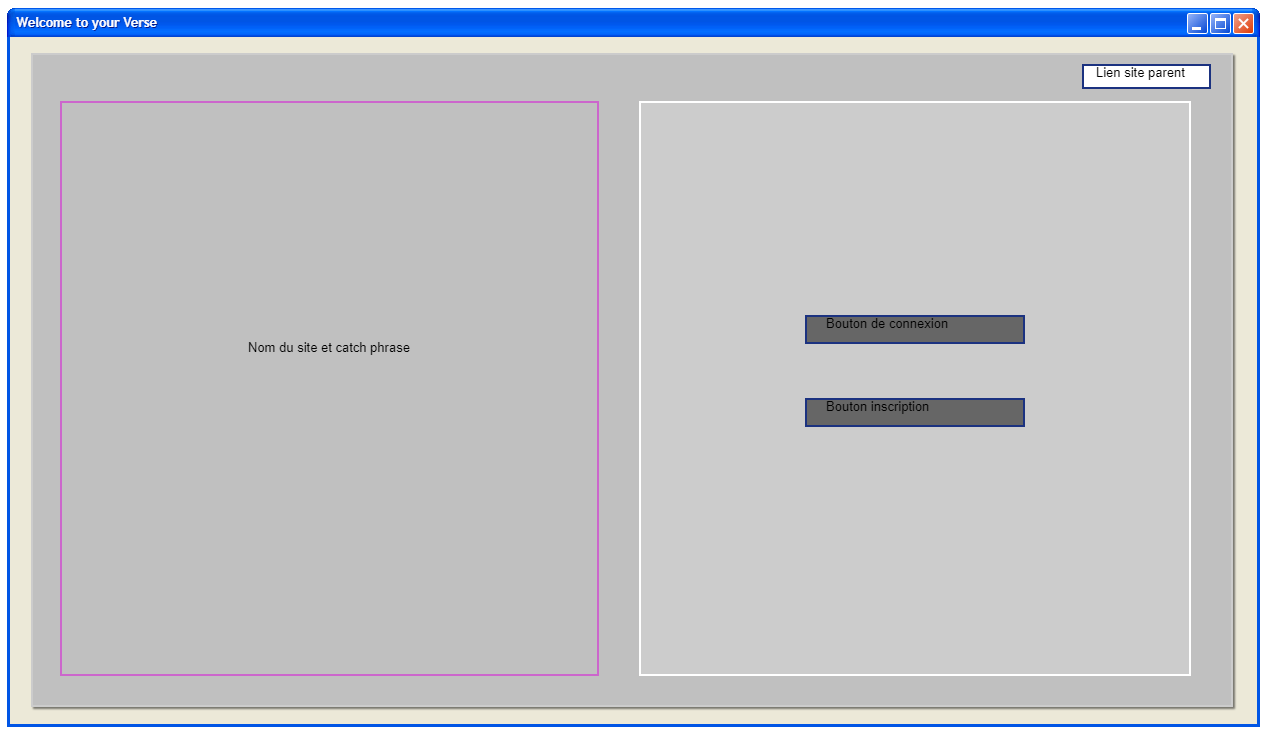 Welcome to your Verse
Lien site parent
Nom du site et catch phrase
Bouton de connexion
Bouton inscription